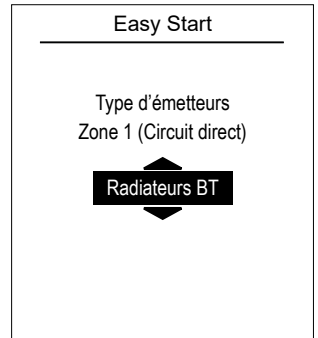 Easy Start
Type d'émetteurs
Zone 1 (Circuit direct)
Radiateurs BT